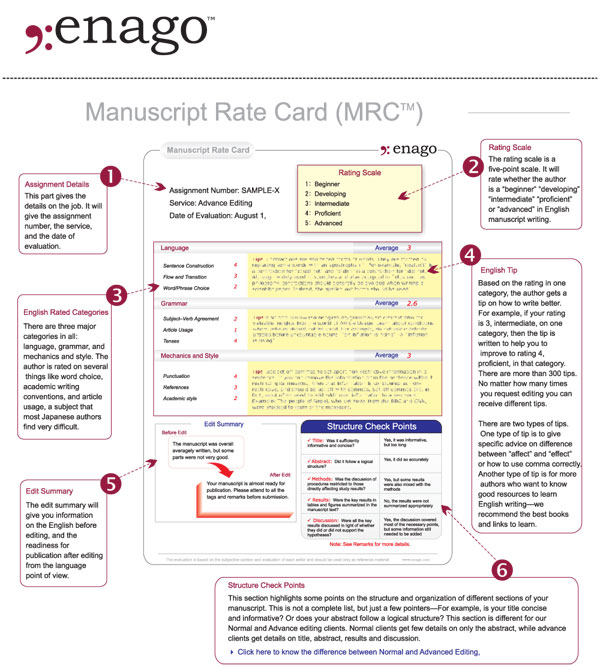 enago™
Manuscript Rate Card (MRC™)
1
Assignment Details
This part gives the
details on the job. It will
give the assignment
number, the service,
and the date of
evaluation.
Manuscript Rate Card
enago
Assignment Number: SAMPLE-X
Service: Advance Editing
Date of Evaluation: August 1,
Rating Scale
1: Beginner
2: Developing
3: Intermediate
4: Proficient
5: Advanced
2
Rating Scale
The rating scale is a
five-point scale. It will
rate whether the author
is a "beginner" "developing"
"intermediate" "proficient"
or "advanced" in English
manuscript writing.
3
English Rated Categories
There are three major
categories in all:
language, grammar, and
mechanics and style. The
author is rated on several
things like word choice,
academic writing
conventions, and article
usage, a subject that
most Japanese authors
find very difficult.
Language
Average 3
Sentence Construction 4
Flow and Transition 3
Word/Phrase Choice 2
Grammar
Average 2.6
Subject-Verb Agreement 2
Article Usage 1
Tenses 4
Mechanics and Style
Average 3
Punctuation 4
References 3
Academic style 2
4
English Tip
Based on the rating in one
category, the author gets a
tip on how to write better.
For example, if your rating
is 3, intermediate, on one
category, then the tip is
written to help you to
improve to rating 4,
proficient, in that category.
There are more than 300 tips.
No matter how many times
you request editing you can
receive different tips.
There are two types of tips.
One type of tip is to give
specific advice on difference
between "affect" and "effect"
or how to use comma correctly.
Another type of tip is for more
authors who want to know
good resources to learn
English writing—we
recommend the best books
and links to learn.
5
Edit Summary
The edit summary will
give you information
on the English before
editing, and the
readiness for
publication after editing
from the language
point of view.
Edit Summary
Before Edit
The manuscript was overall
averagely written, but some
parts were not very good.
After Edit
Your manuscript is almost ready for
publication. Please attend to all the
tags and remarks before submission.
Structure Check Points
✓ Title: Was it sufficiently
informative and concise?
Yes, it was informative,
but too long
✓ Abstract: Did it follow a logical
structure?
Yes, it did so accurately
✓ Methods: Was the discussion of
procedures restricted to those
directly affecting study results?
Yes, but some results
were also mixed with the
methods
✓ Results: Were the key results in
tables and figures summarized in the
manuscript text?
No, the results were not
summarized appropriately
✓ Discussion: Were all the key
results discussed in light of whether
they did or did not support the
hypotheses?
Yes, the discussion covered
most of the necessary points,
but some information still
needed to be added
Note: See Remarks for more details.
The evaluation is based on the subjective opinion and evaluation of each editor and should be used only as reference material
www.enago.com
6
Structure Check Points
This section highlights some points on the structure and organization of different sections of your
manuscript. This is not a complete list, but just a few pointers—For example, is your title concise
and informative? Or does your abstract follow a logical structure? This section is different for our
Normal and Advance editing clients. Normal clients get few details on only the abstract, while advance
clients get details on title, abstract, results and discussion.
Click here to know the difference between Normal and Advanced Editing,